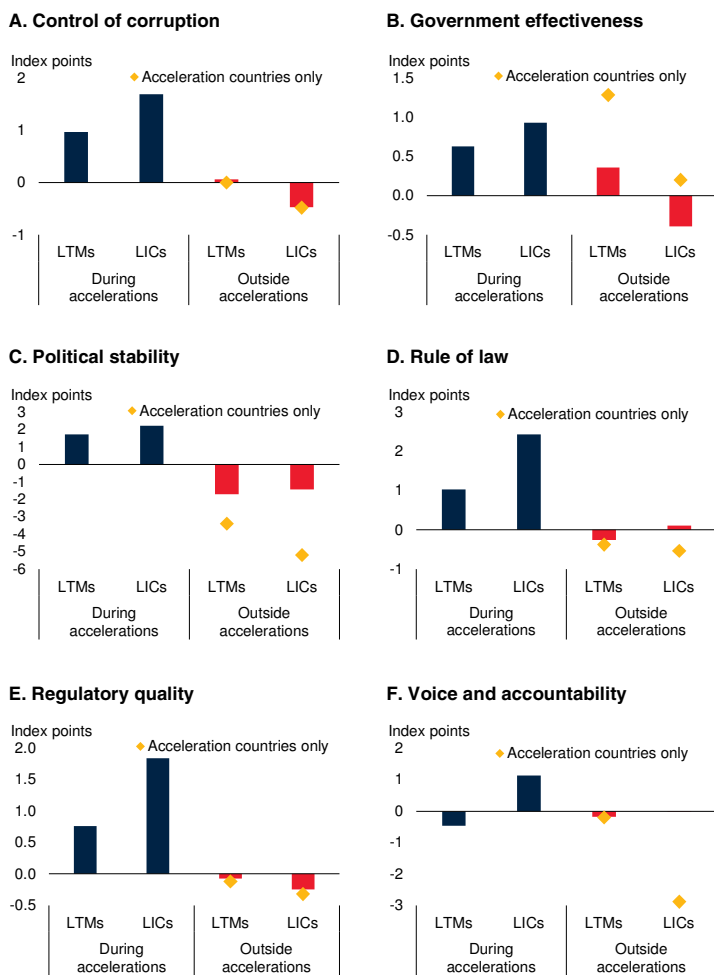 A. Control of corruption
Index points
Acceleration countries only
2
1
0
-1
LTMs LICs LTMs LICs
During accelerations
Outside accelerations
B. Government effectiveness
Index points
Acceleration countries only
1.5
1.0
0.5
0.0
-0.5
LTMs LICs LTMs LICs
During accelerations
Outside accelerations
C. Political stability
Index points
Acceleration countries only
3
2
1
0
-1
-2
-3
-4
-5
-6
LTMs LICs LTMs LICs
During accelerations
Outside accelerations
D. Rule of law
Index points
Acceleration countries only
3
2
1
0
-1
LTMs LICs LTMs LICs
During accelerations
Outside accelerations
E. Regulatory quality
Index points
Acceleration countries only
2.0
1.5
1.0
0.5
0.0
-0.5
LTMs LICs LTMs LICs
During accelerations
Outside accelerations
F. Voice and accountability
Index points
Acceleration countries only
2
1
0
-1
-2
-3
LTMs LICs LTMs LICs
During accelerations
Outside accelerations